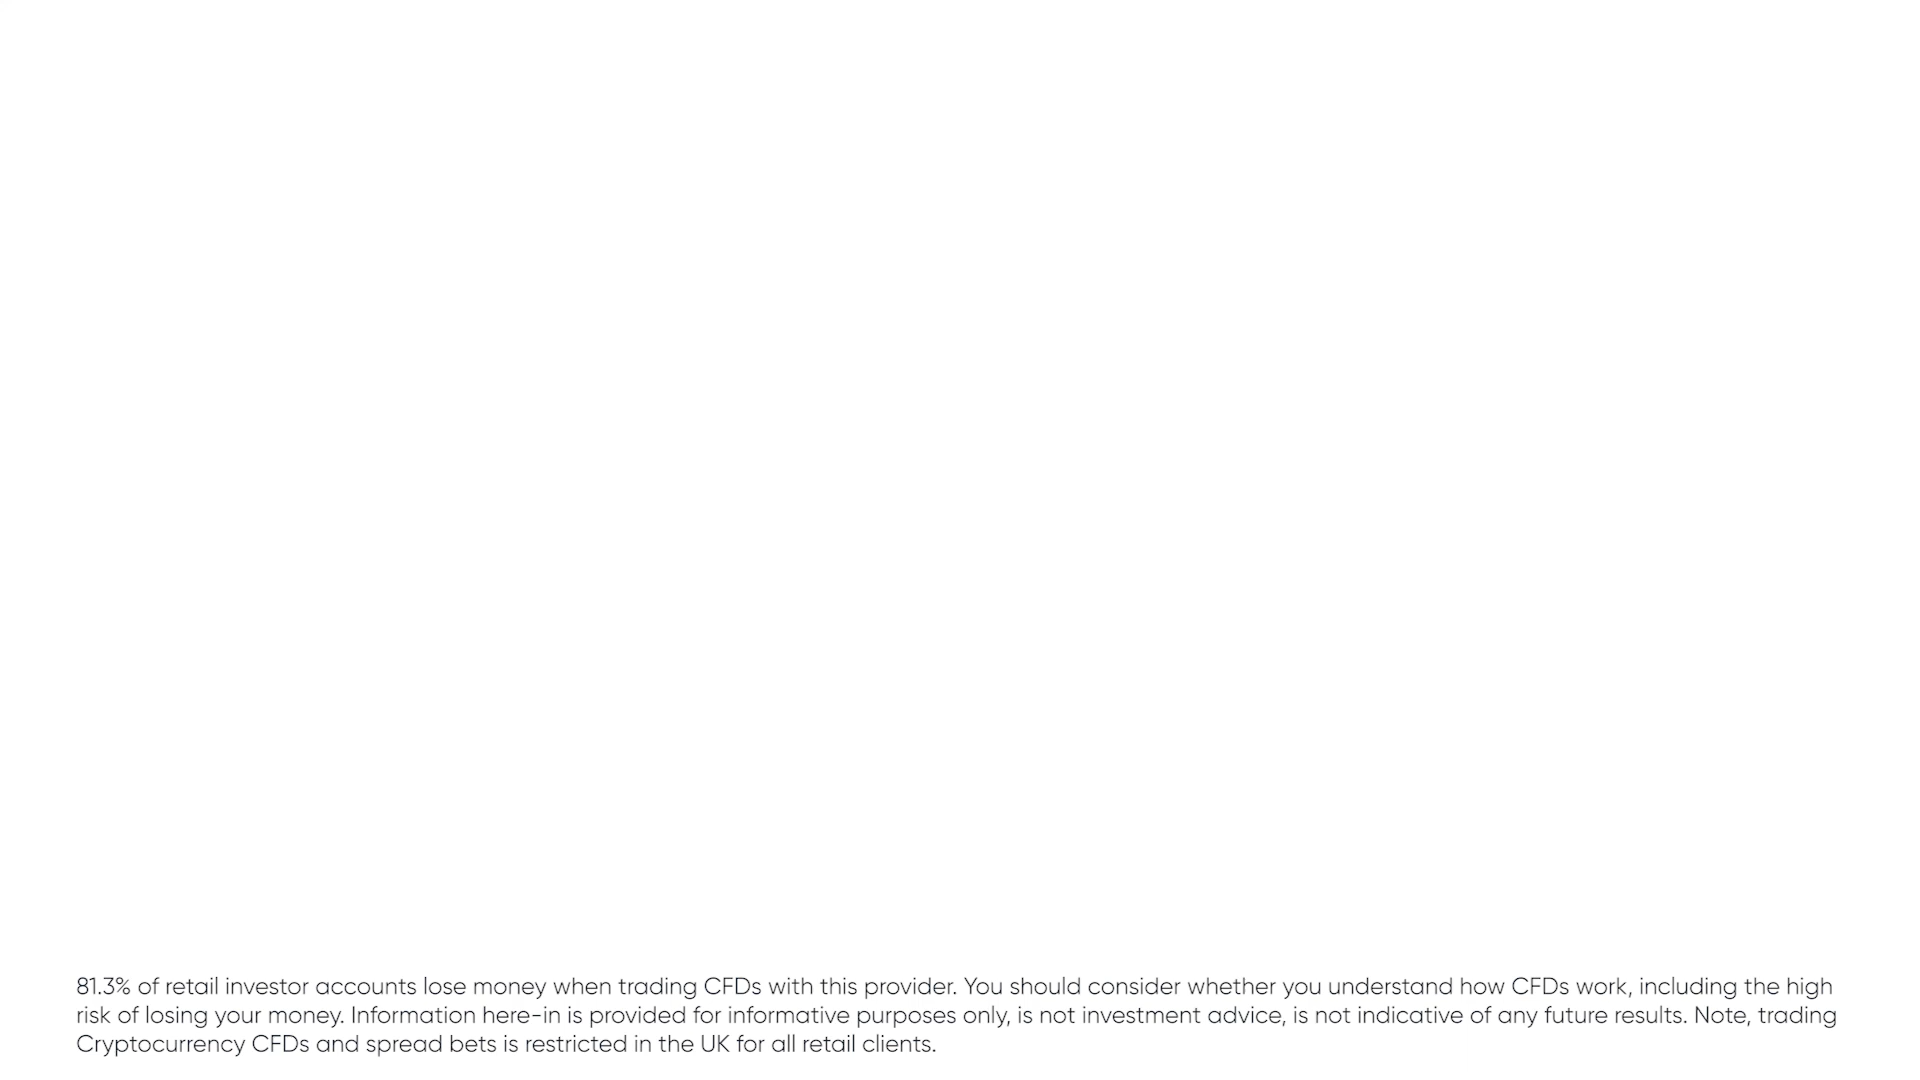 81.3% of retail investor accounts lose money when trading CFDs with this provider. You should consider whether you understand how CFDs work, including the high
risk of losing your money. Information here-in is provided for informative purposes only, is not investment advice, is not indicative of any future results. Note, trading
Cryptocurrency CFDs and spread bets is restricted in the UK for all retail clients.